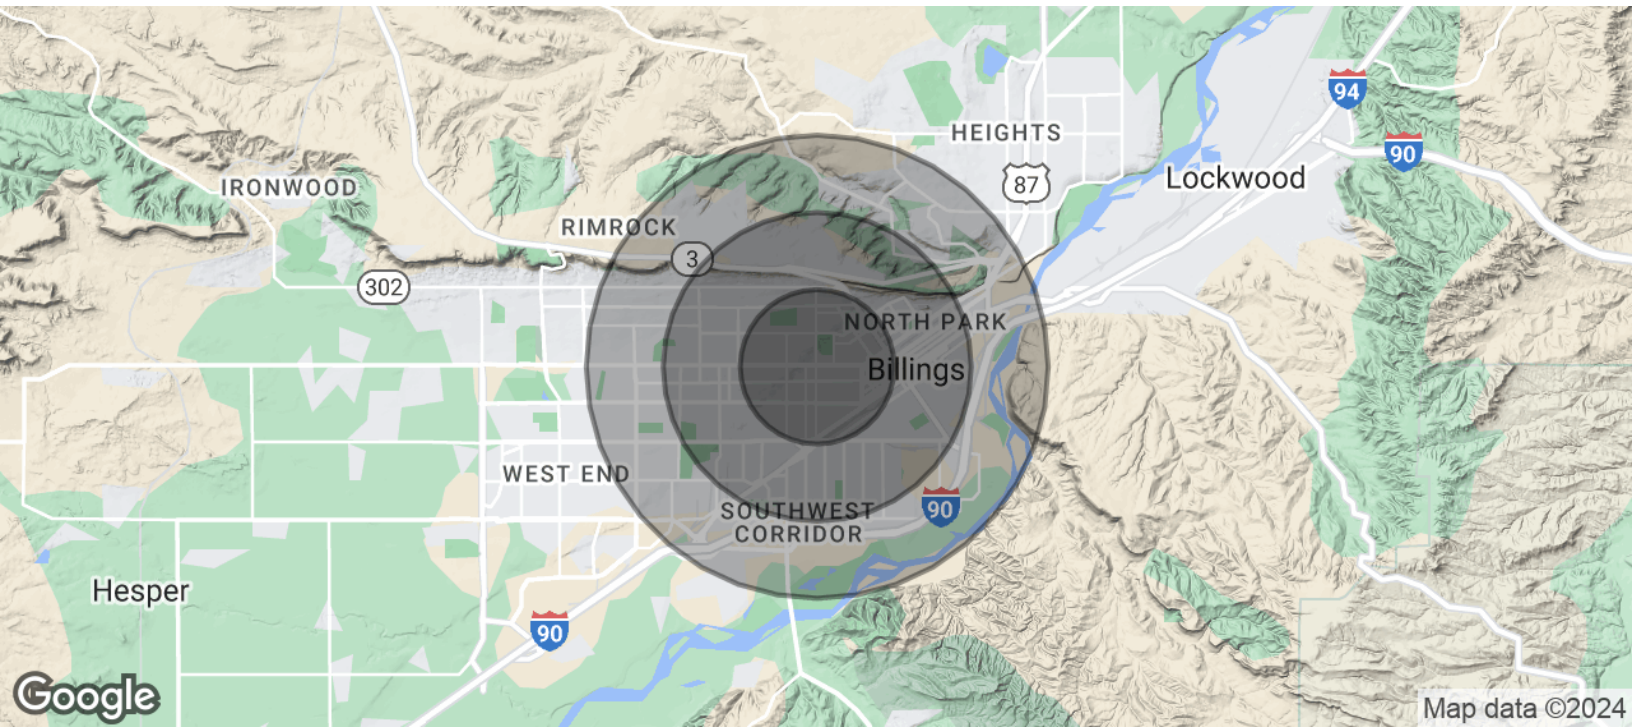 94
HEIGHTS
90
87
Lockwood
IRONWOOD
RIMROCK
3
302
NORTH PARK
Billings
WEST END
90
SOUTHWEST
CORRIDOR
Hesper
90
Google
Map data ©2024